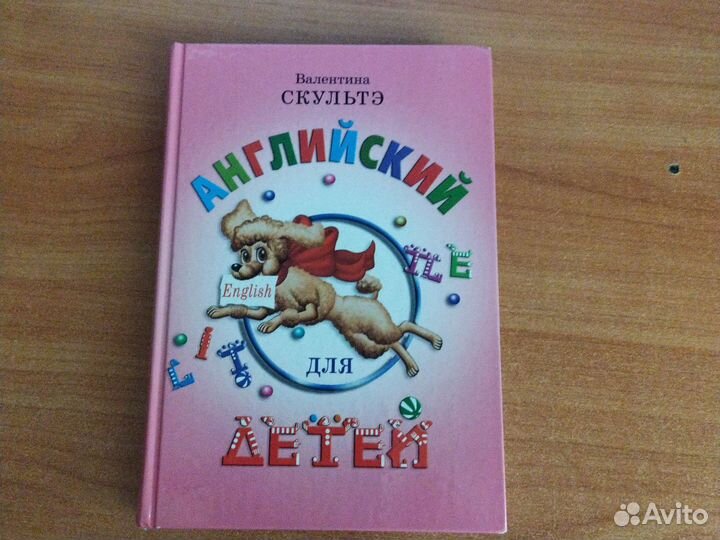 Валентина
СКУЛЬТЭ
АНГЛИЙСКИЙ
English
ДЛЯ
ДЕТЕЙ
Avito